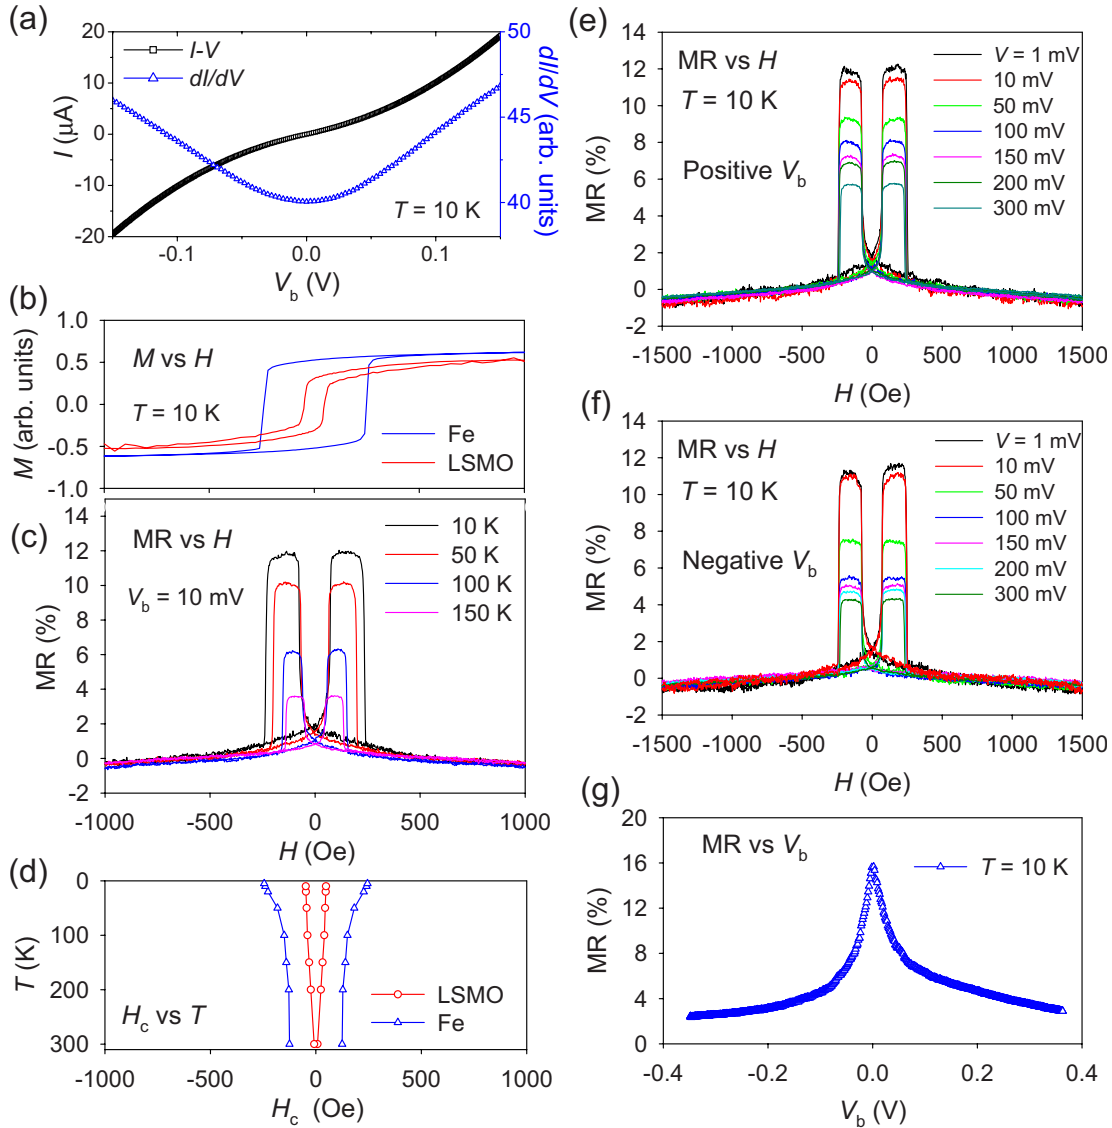 (a)
20
10
0
-10
-20
I (μA)
I-V
dI/dV
T = 10 K
50
45
40
dI/dV (arb. units)
-0.1
0.0
0.1
V_b (V)
(b)
1.0
0.5
0.0
-0.5
-1.0
M (arb. units)
M vs H
T = 10 K
Fe
LSMO
(c)
14
12
10
8
6
4
2
0
-2
MR (%)
MR vs H
V_b = 10 mV
10 K
50 K
100 K
150 K
-1000
-500
0
500
1000
H (Oe)
(d)
0
100
200
300
T (K)
H_c vs T
LSMO
Fe
-1000
-500
0
500
1000
H_c (Oe)
(e)
14
12
10
8
6
4
2
0
-2
MR (%)
MR vs H
T = 10 K
Positive V_b
V = 1 mV
10 mV
50 mV
100 mV
150 mV
200 mV
300 mV
-1500
-1000
-500
0
500
1000
1500
H (Oe)
(f)
14
12
10
8
6
4
2
0
-2
MR (%)
MR vs H
T = 10 K
Negative V_b
V = 1 mV
10 mV
50 mV
100 mV
150 mV
200 mV
300 mV
-1500
-1000
-500
0
500
1000
1500
H (Oe)
(g)
20
16
12
8
4
0
MR (%)
MR vs V_b
T = 10 K
-0.4
-0.2
0.0
0.2
0.4
V_b (V)